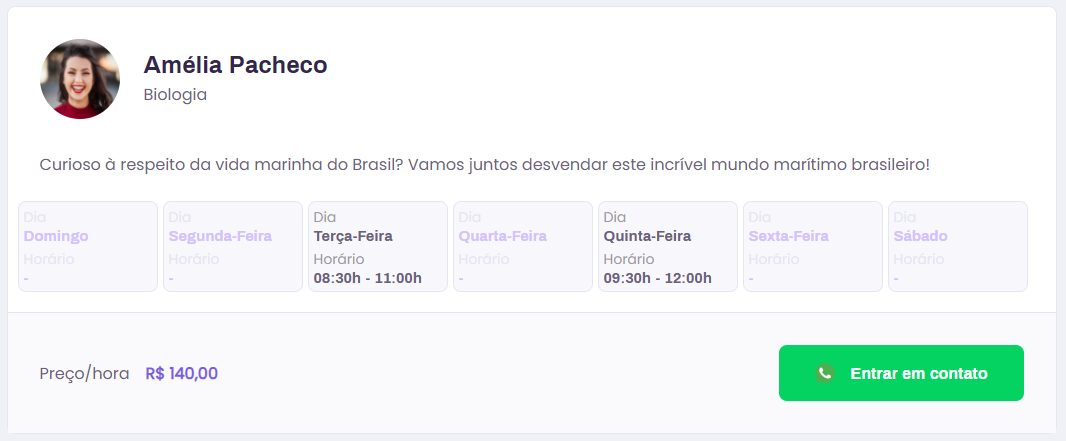 Amélia Pacheco
Biologia
Curioso à respeito da vida marinha do Brasil? Vamos juntos desvendar este incrível mundo marítimo brasileiro!
Dia
Domingo
Horário
-
Dia
Segunda-Feira
Horário
-
Dia
Terça-Feira
Horário
08:30h - 11:00h
Dia
Quarta-Feira
Horário
-
Dia
Quinta-Feira
Horário
09:30h - 12:00h
Dia
Sexta-Feira
Horário
-
Dia
Sábado
Horário
-
Preço/hora R$ 140,00
Entrar em contato